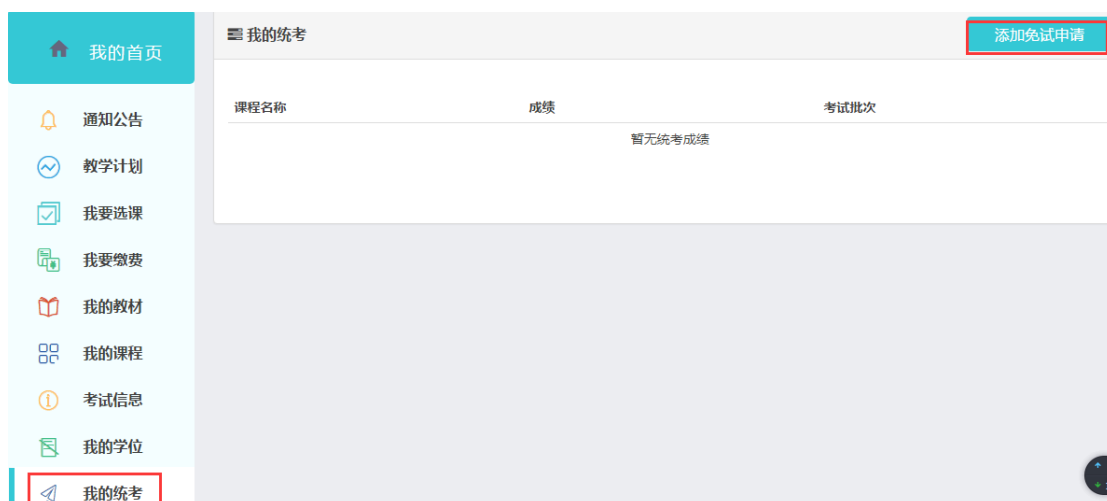 我的首页
通知公告
教学计划
我要选课
我要缴费
我的教材
我的课程
考试信息
我的学位
我的统考
我的统考
添加免试申请
课程名称 成绩 考试批次
暂无统考成绩